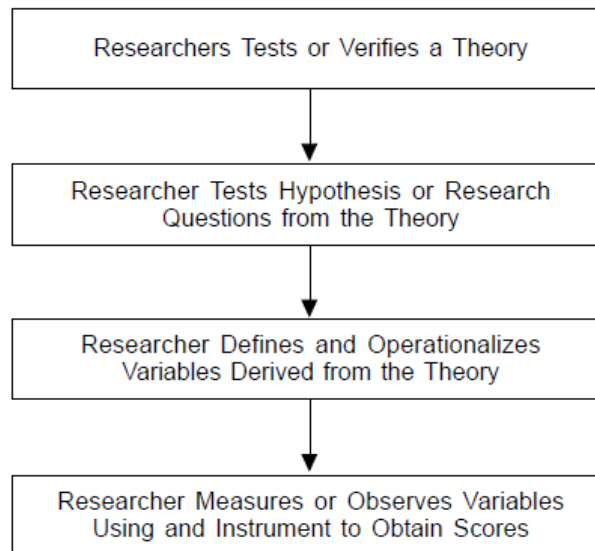 Researchers Tests or Verifies a Theory
Researcher Tests Hypothesis or Research
Questions from the Theory
Researcher Defines and Operationalizes
Variables Derived from the Theory
Researcher Measures or Observes Variables
Using and Instrument to Obtain Scores